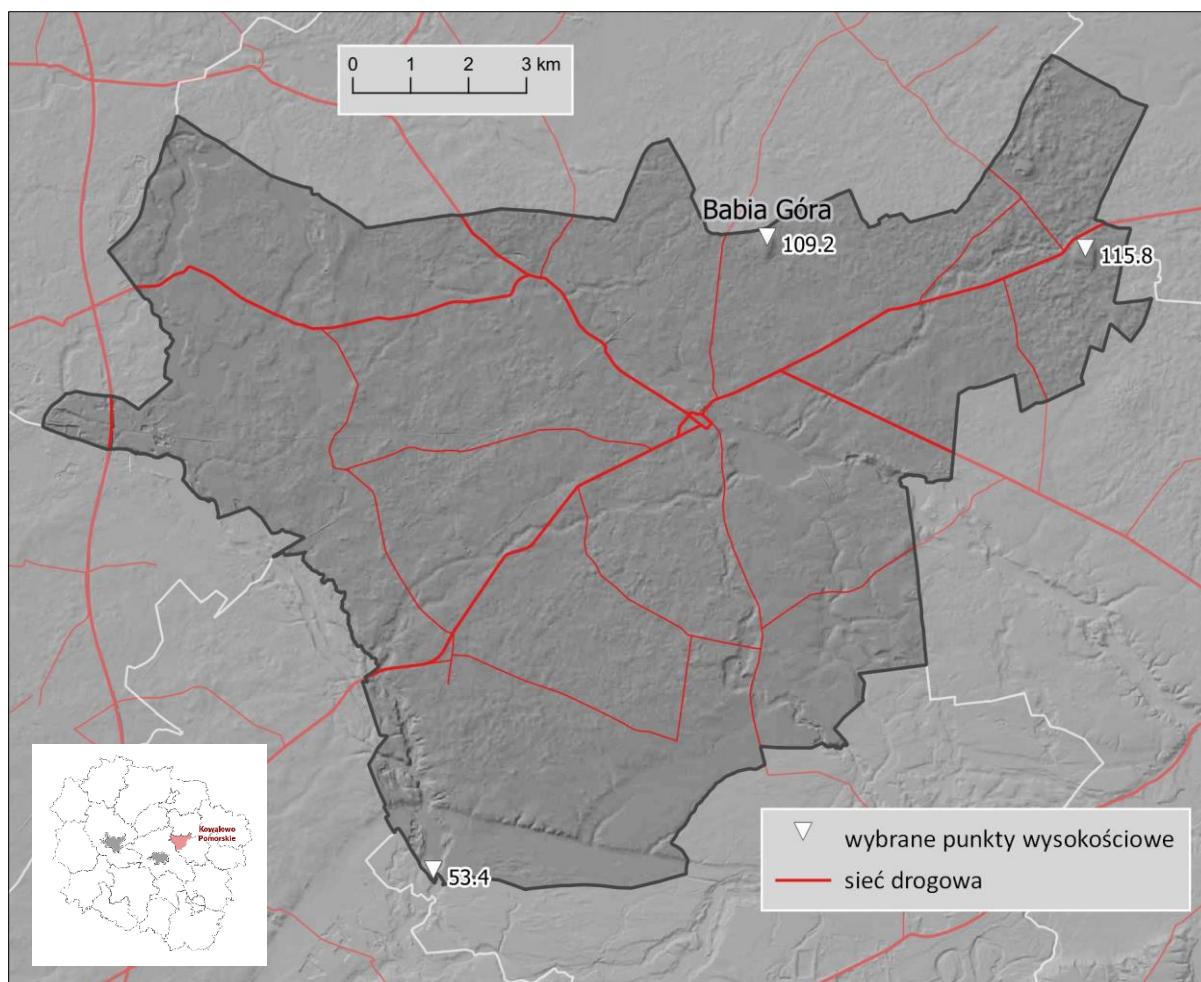 0 1 2 3 km
Babia Góra
109.2
115.8
Kowalewo
Pomorskie
wybrane punkty wysokościowe
sieć drogowa
53.4